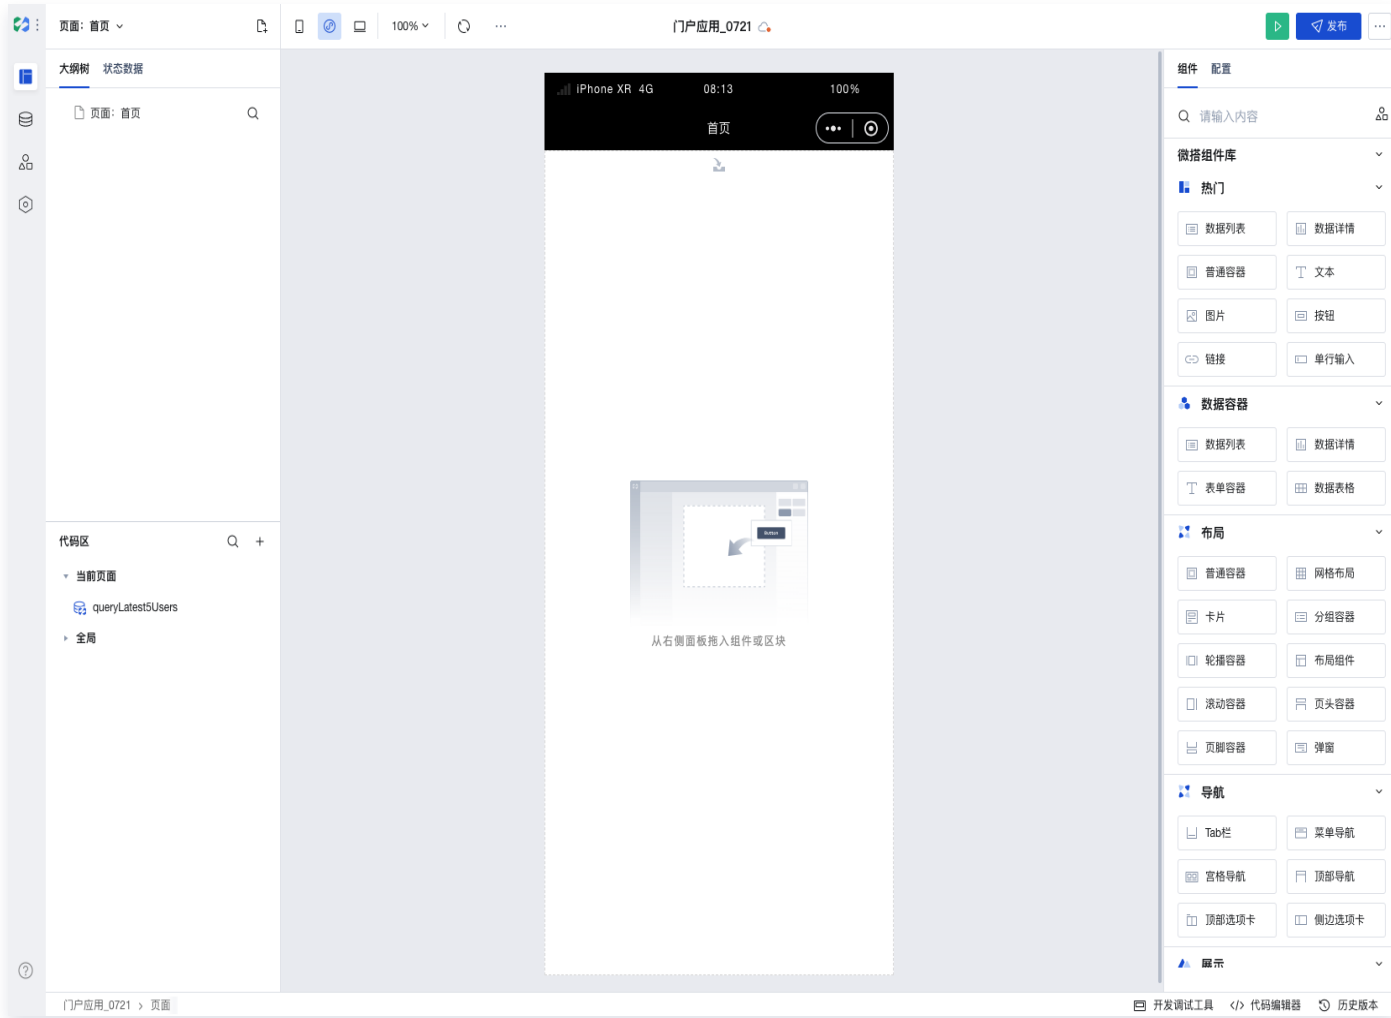 页面：首页
100%
门户应用_0721
发布
大纲树 状态数据
页面：首页
代码区
当前页面
queryLatest5Users
全局
iPhone XR 4G 08:13 100%
首页
Button
从右侧面板拖入组件或区块
组件 配置
请输入内容
微搭组件库
热门
数据列表 数据详情
普通容器 文本
图片 按钮
链接 单行输入
数据容器
数据列表 数据详情
表单容器 数据表格
布局
普通容器 网格布局
卡片 分组容器
轮播容器 布局组件
滚动容器 页头容器
页脚容器 弹窗
导航
Tab栏 菜单导航
宫格导航 顶部导航
顶部选项卡 侧边选项卡
展示
门户应用_0721 > 页面
开发调试工具 </> 代码编辑器 历史版本